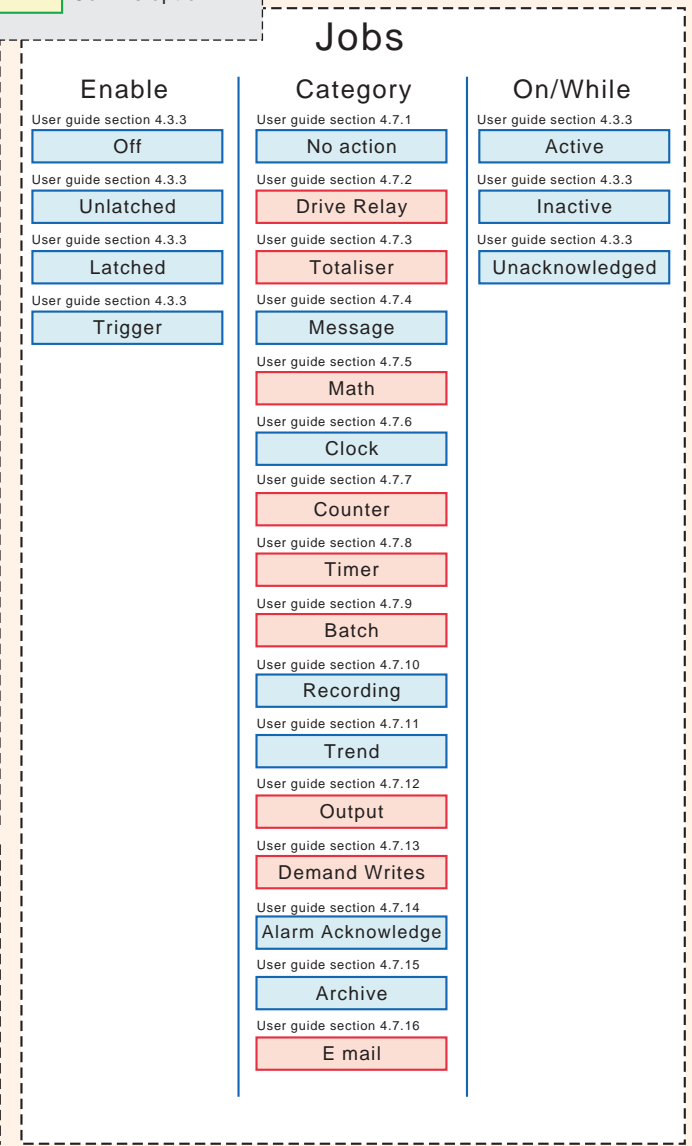 Jobs
Enable
User guide section 4.3.3
Off
User guide section 4.3.3
Unlatched
User guide section 4.3.3
Latched
User guide section 4.3.3
Trigger
Category
User guide section 4.7.1
No action
User guide section 4.7.2
Drive Relay
User guide section 4.7.3
Totaliser
User guide section 4.7.4
Message
User guide section 4.7.5
Math
User guide section 4.7.6
Clock
User guide section 4.7.7
Counter
User guide section 4.7.8
Timer
User guide section 4.7.9
Batch
User guide section 4.7.10
Recording
User guide section 4.7.11
Trend
User guide section 4.7.12
Output
User guide section 4.7.13
Demand Writes
User guide section 4.7.14
Alarm Acknowledge
User guide section 4.7.15
Archive
User guide section 4.7.16
E mail
On/While
User guide section 4.3.3
Active
User guide section 4.3.3
Inactive
User guide section 4.3.3
Unacknowledged